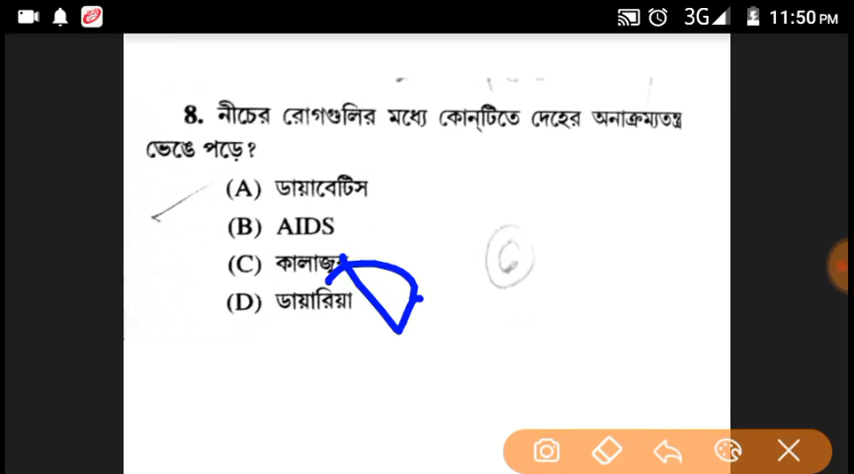 3G 11:50 PM
8. নীচের রোগগুলির মধ্যে কোন্‌টিতে দেহের অনাক্রম্যতন্ত্র
ভেঙে পড়ে?
(A) ডায়াবেটিস
(B) AIDS
(C) কালাজ্বর
(D) ডায়ারিয়া